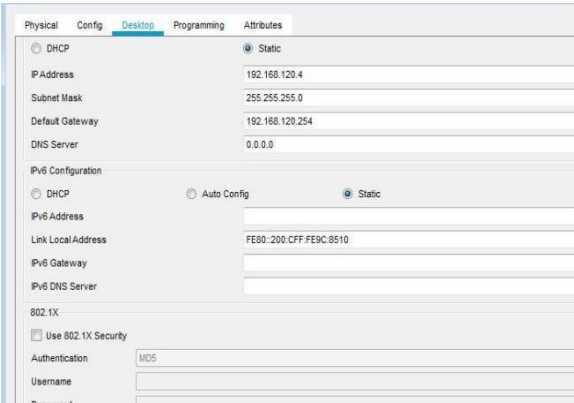 Physical Config Desktop Programming Attributes
DHCP Static
IP Address 192.168.120.4
Subnet Mask 255.255.255.0
Default Gateway 192.168.120.254
DNS Server 0.0.0.0
IPv6 Configuration
DHCP Auto Config Static
IPv6 Address
Link Local Address FE80::200:CFF:FE9C:8510
IPv6 Gateway
IPv6 DNS Server
802.1X
Use 802.1X Security
Authentication MD5
Username